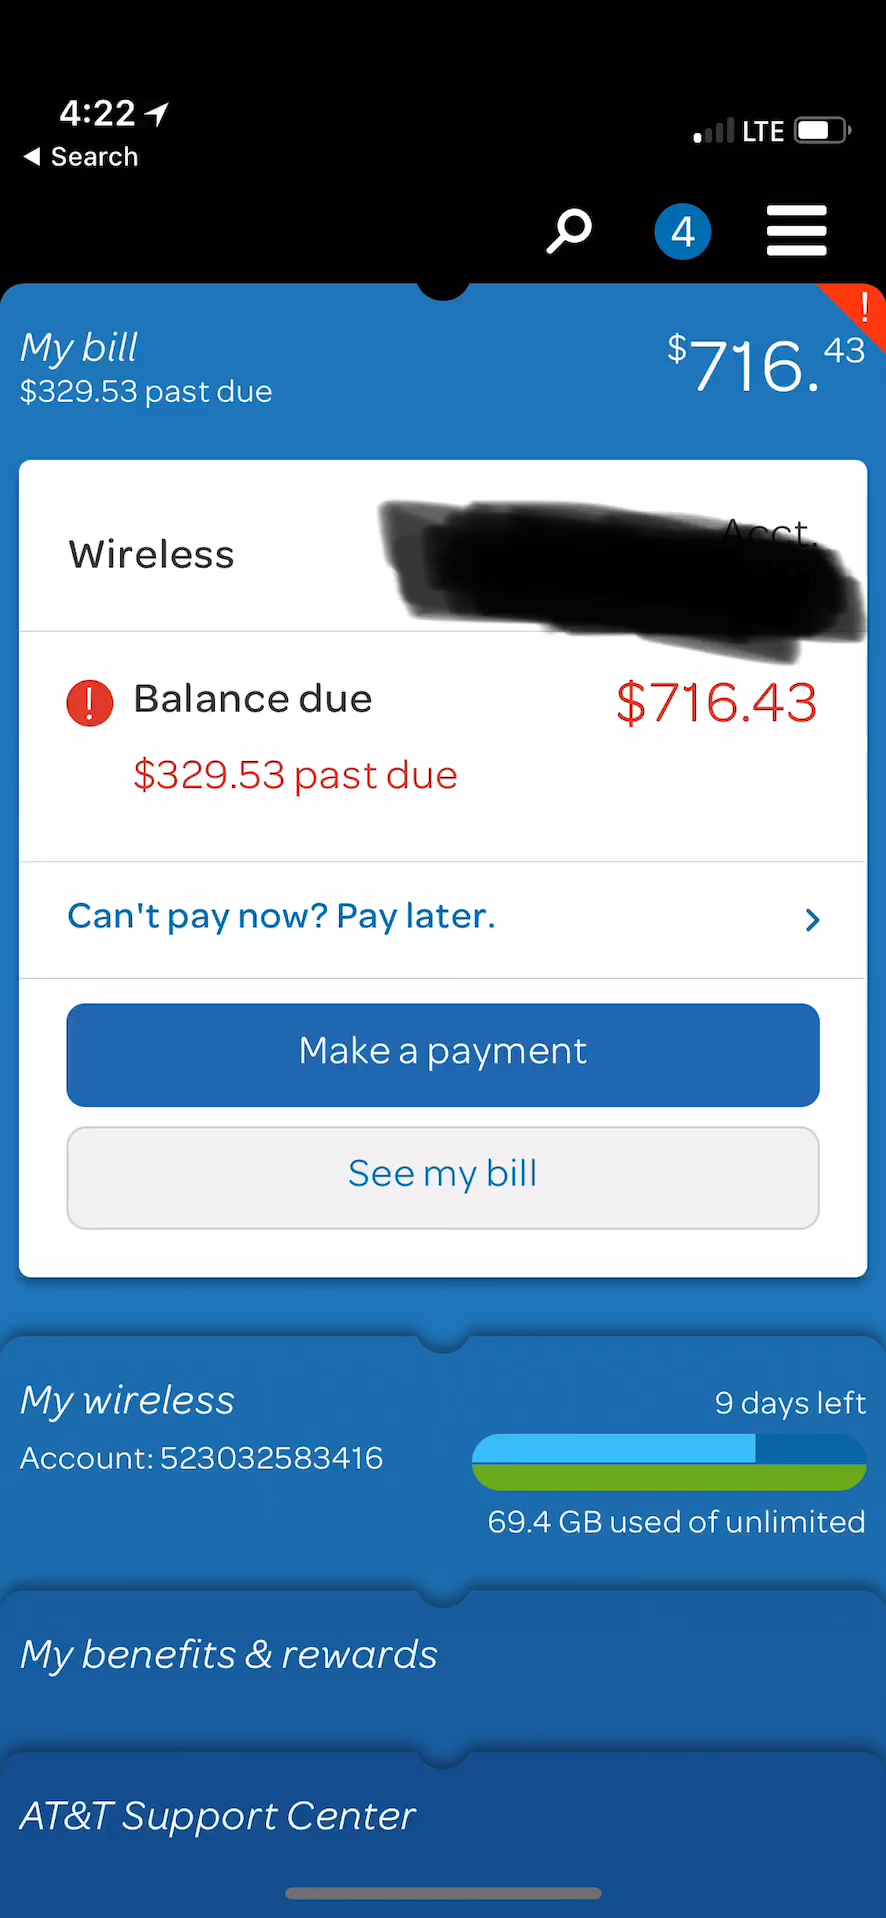 4:22
Search
LTE
4
!
My bill
$716.43
$329.53 past due
Acct.
Wireless
! Balance due $716.43
$329.53 past due
Can't pay now? Pay later.
Make a payment
See my bill
My wireless
9 days left
Account: 523032583416
69.4 GB used of unlimited
My benefits & rewards
AT&T Support Center